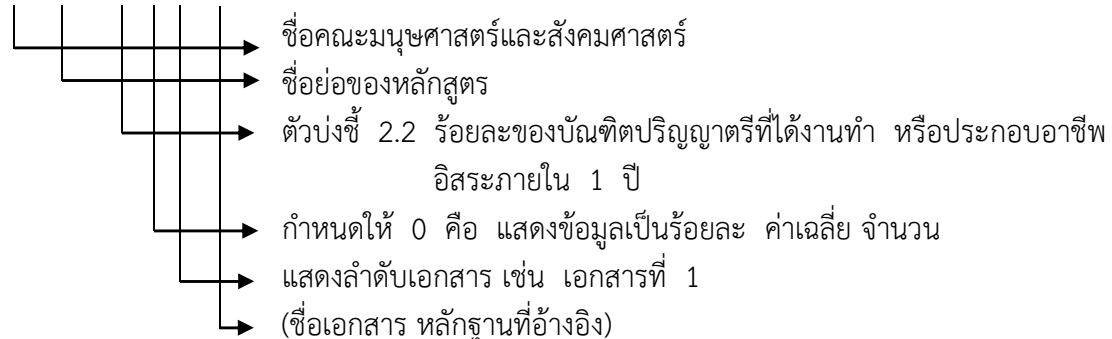 ชื่อคณะมนุษศาสตร์และสังคมศาสตร์
ชื่อย่อของหลักสูตร
ตัวบ่งชี้ 2.2 ร้อยละของบัณฑิตปริญญาตรีที่ได้งานทำ หรือประกอบอาชีพ
อิสระภายใน 1 ปี
กำหนดให้ 0 คือ แสดงข้อมูลเป็นร้อยละ ค่าเฉลี่ย จำนวน
แสดงลำดับเอกสาร เช่น เอกสารที่ 1
(ชื่อเอกสาร หลักฐานที่อ้างอิง)